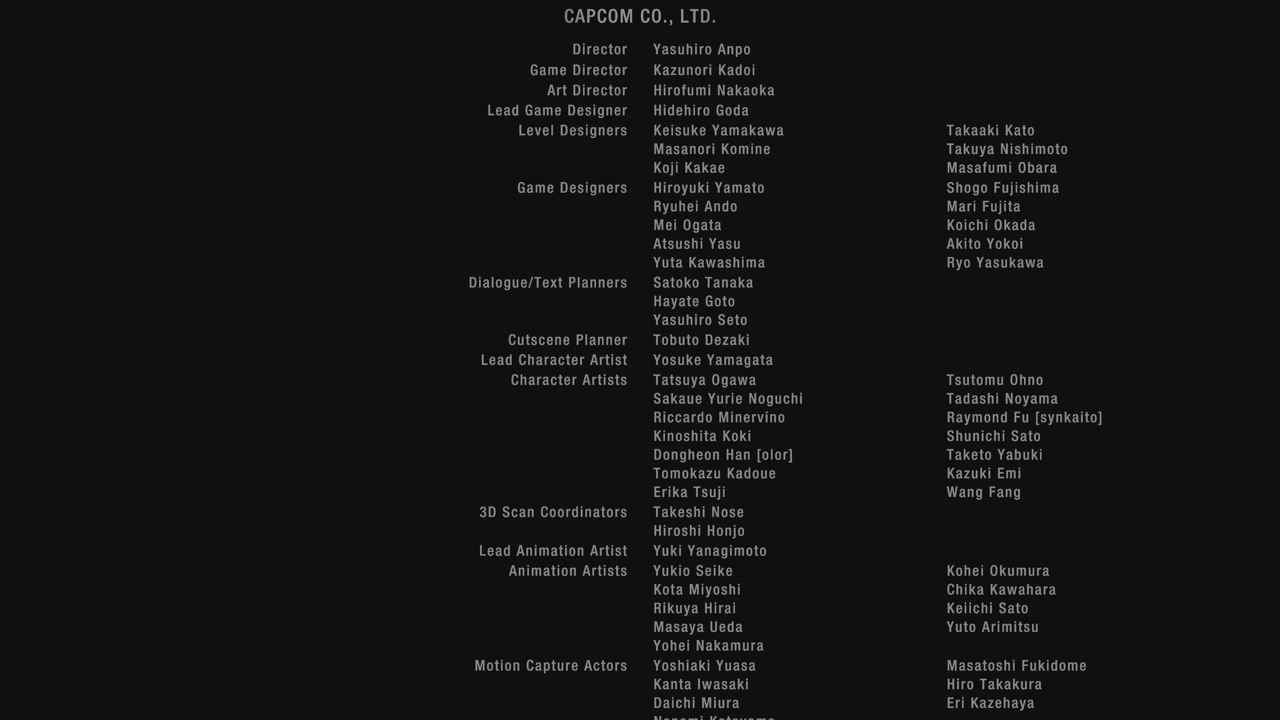 CAPCOM CO., LTD.
Director Yasuhiro Anpo
Game Director Kazunori Kadoi
Art Director Hirofumi Nakaoka
Lead Game Designer Hidehiro Goda
Level Designers Keisuke Yamakawa Takaaki Kato
Masanori Komine Takuya Nishimoto
Koji Kakae Masafumi Obara
Game Designers Hiroyuki Yamato Shogo Fujishima
Ryuhei Ando Mari Fujita
Mei Ogata Koichi Okada
Atsushi Yasu Akito Yokoi
Yuta Kawashima Ryo Yasukawa
Dialogue/Text Planners Satoko Tanaka
Hayate Goto
Yasuhiro Seto
Cutscene Planner Tobuto Dezaki
Lead Character Artist Yosuke Yamagata
Character Artists Tatsuya Ogawa Tsutomu Ohno
Sakaue Yurie Noguchi Tadashi Noyama
Riccardo Minervino Raymond Fu [synkaito]
Kinoshita Koki Shunichi Sato
Dongheon Han [olor] Taketo Yabuki
Tomokazu Kadoue Kazuki Emi
Erika Tsuji Wang Fang
3D Scan Coordinators Takeshi Nose
Hiroshi Honjo
Lead Animation Artist Yuki Yanagimoto
Animation Artists Yukio Seike Kohei Okumura
Kota Miyoshi Chika Kawahara
Rikuya Hirai Keiichi Sato
Masaya Ueda Yuto Arimitsu
Yohei Nakamura
Motion Capture Actors Yoshiaki Yuasa Masatoshi Fukidome
Kanta Iwasaki Hiro Takakura
Daichi Miura Eri Kazehaya